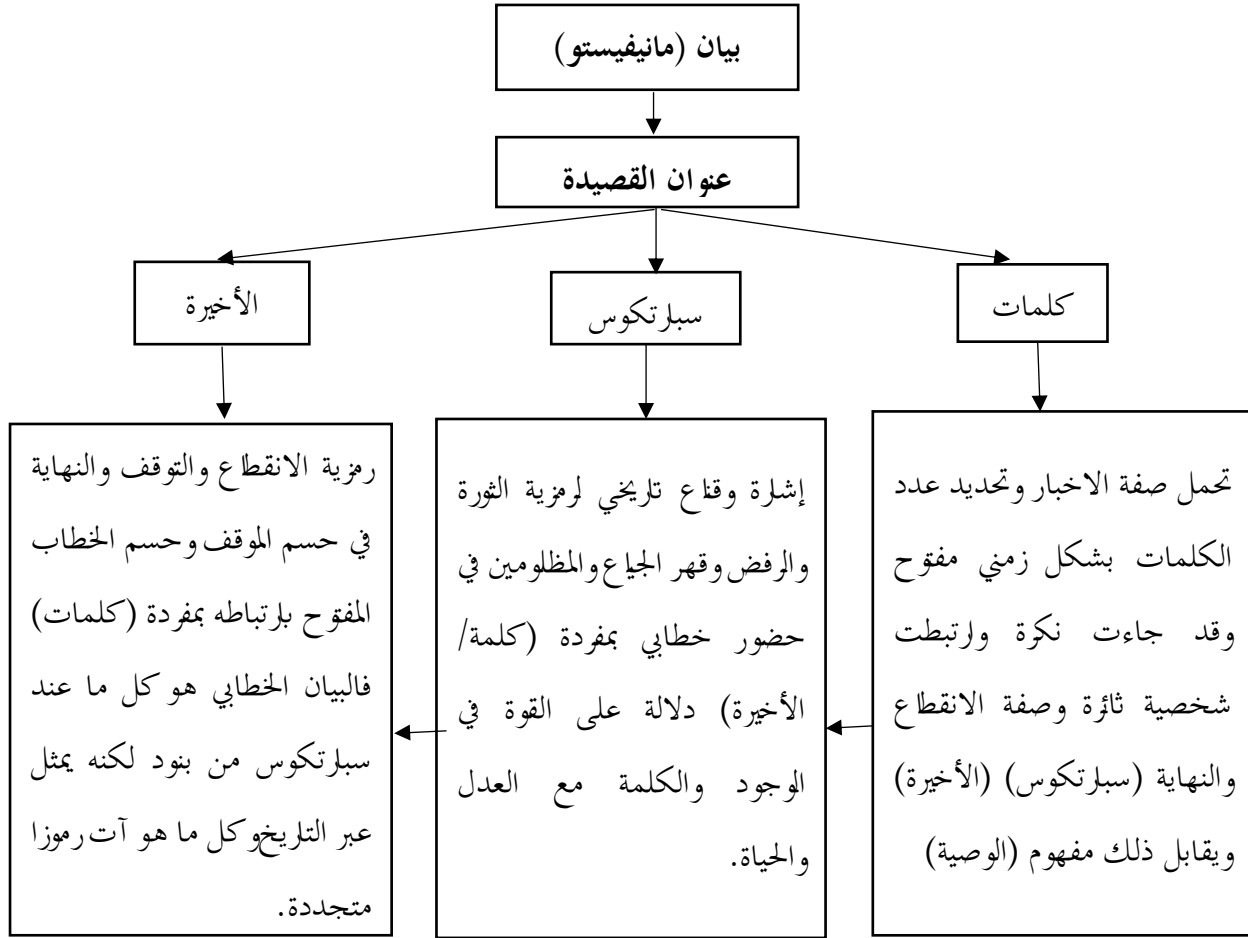 بيان (مانيفيستو)
عنوان القصيدة
كلمات
سبارتكوس
الأخيرة
تحمل صفة الاخبار وتحديد عدد
الكلمات بشكل زمني مفتوح
وقد جاءت نكرة وارتبطت
شخصية ثائرة وصفة الانقطاع
والنهاية (سبارتكوس) (الأخيرة)
ويقابل ذلك مفهوم (الوصية)
إشارة وقناع تاريخي لرمزية الثورة
والرفض وقهر الجياع والمظلومين في
حضور خطابي بمفردة (كلمة/
الأخيرة) دلالة على القوة في
الوجود والكلمة مع العدل
والحياة.
رمزية الانقطاع والتوقف والنهاية
في حسم الموقف وحسم الخطاب
المفتوح بارتباطه بمفردة (كلمات)
فالبيان الخطابي هو كل ما عند
سبارتكوس من بنود لكنه يمثل
عبر التاريخ وكل ما هو آت رموزا
متجددة.